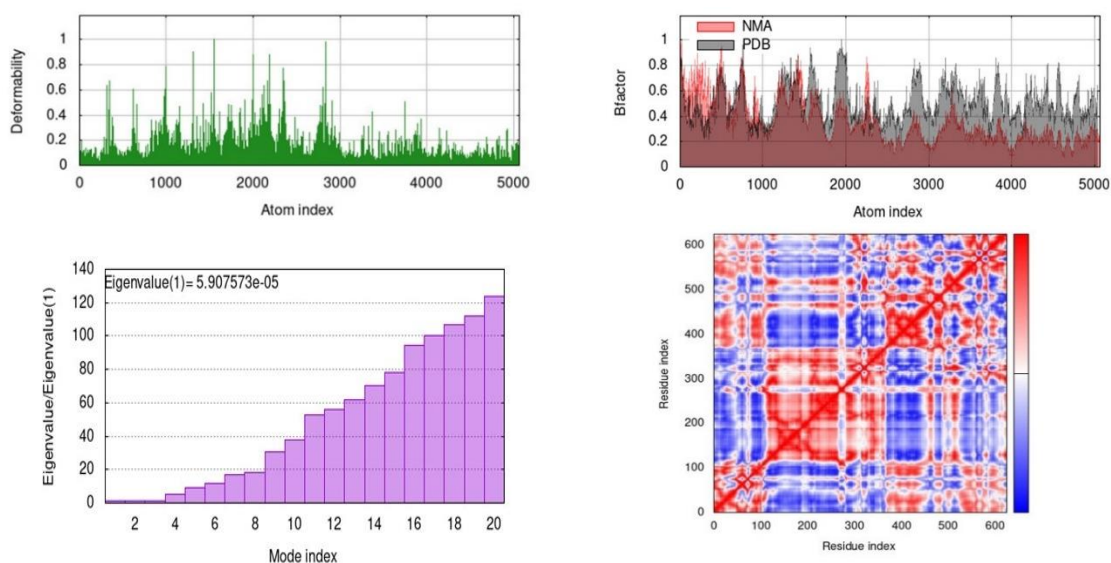 Deformability
1
0.8
0.6
0.4
0.2
0
0 1000 2000 3000 4000 5000
Atom index
NMA
PDB
Bfactor
1
0.8
0.6
0.4
0.2
0
0 1000 2000 3000 4000 5000
Atom index
Eigenvalue(1)= 5.907573e-05
Eigenvalue/Eigenvalue(1)
140
120
100
80
60
40
20
0
2 4 6 8 10 12 14 16 18 20
Mode index
Residue index
600
500
400
300
200
100
0
0 100 200 300 400 500 600
Residue index